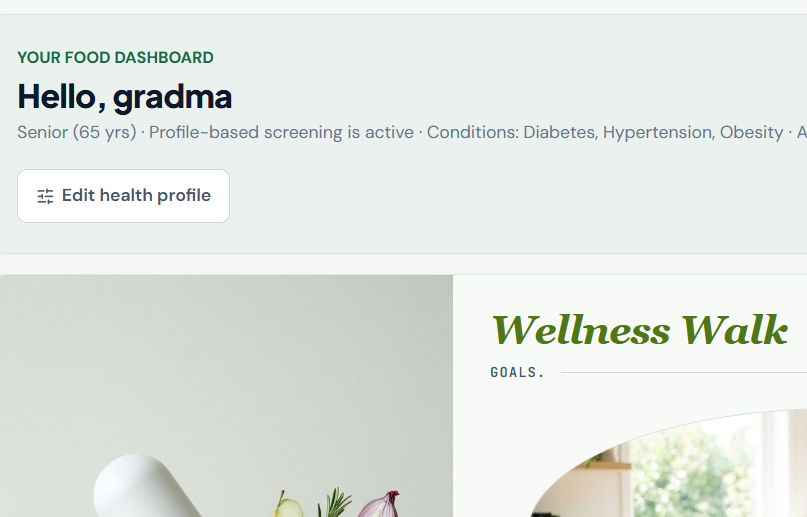 YOUR FOOD DASHBOARD
Hello, gradma
Senior (65 yrs) · Profile-based screening is active · Conditions: Diabetes, Hypertension, Obesity · A
Edit health profile
Wellness Walk
GOALS.